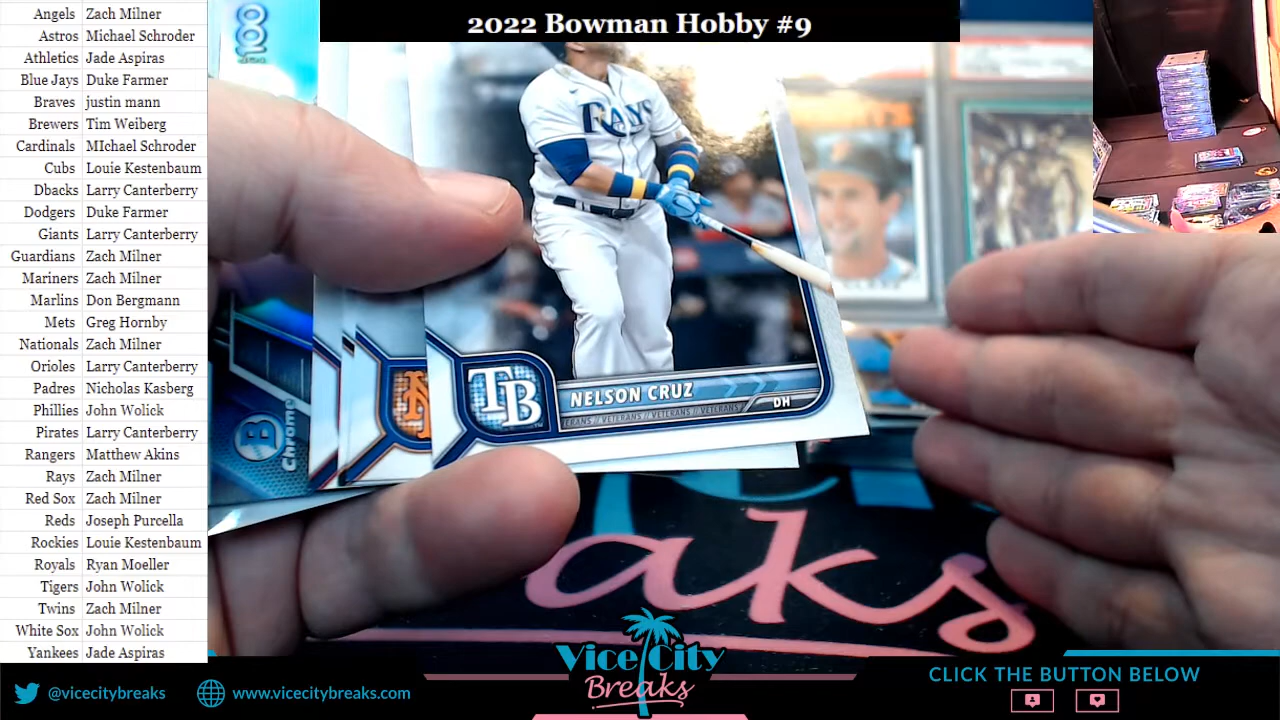 2022 Bowman Hobby #9
Angels Zach Milner
Astros Michael Schroder
Athletics Jade Aspiras
Blue Jays Duke Farmer
Braves justin mann
Brewers Tim Weiberg
Cardinals MIchael Schroder
Cubs Louie Kestenbaum
Dbacks Larry Canterberry
Dodgers Duke Farmer
Giants Larry Canterberry
Guardians Zach Milner
Mariners Zach Milner
Marlins Don Bergmann
Mets Greg Hornby
Nationals Zach Milner
Orioles Larry Canterberry
Padres Nicholas Kasberg
Phillies John Wolick
Pirates Larry Canterberry
Rangers Matthew Akins
Rays Zach Milner
Red Sox Zach Milner
Reds Joseph Purcella
Rockies Louie Kestenbaum
Royals Ryan Moeller
Tigers John Wolick
Twins Zach Milner
White Sox John Wolick
Yankees Jade Aspiras
/100
B Chrome
RAYS
TB
NELSON CRUZ
VETERANS // VETERANS // VETERANS
DH
aks
Vice City
Breaks
@vicecitybreaks
www.vicecitybreaks.com
CLICK THE BUTTON BELOW